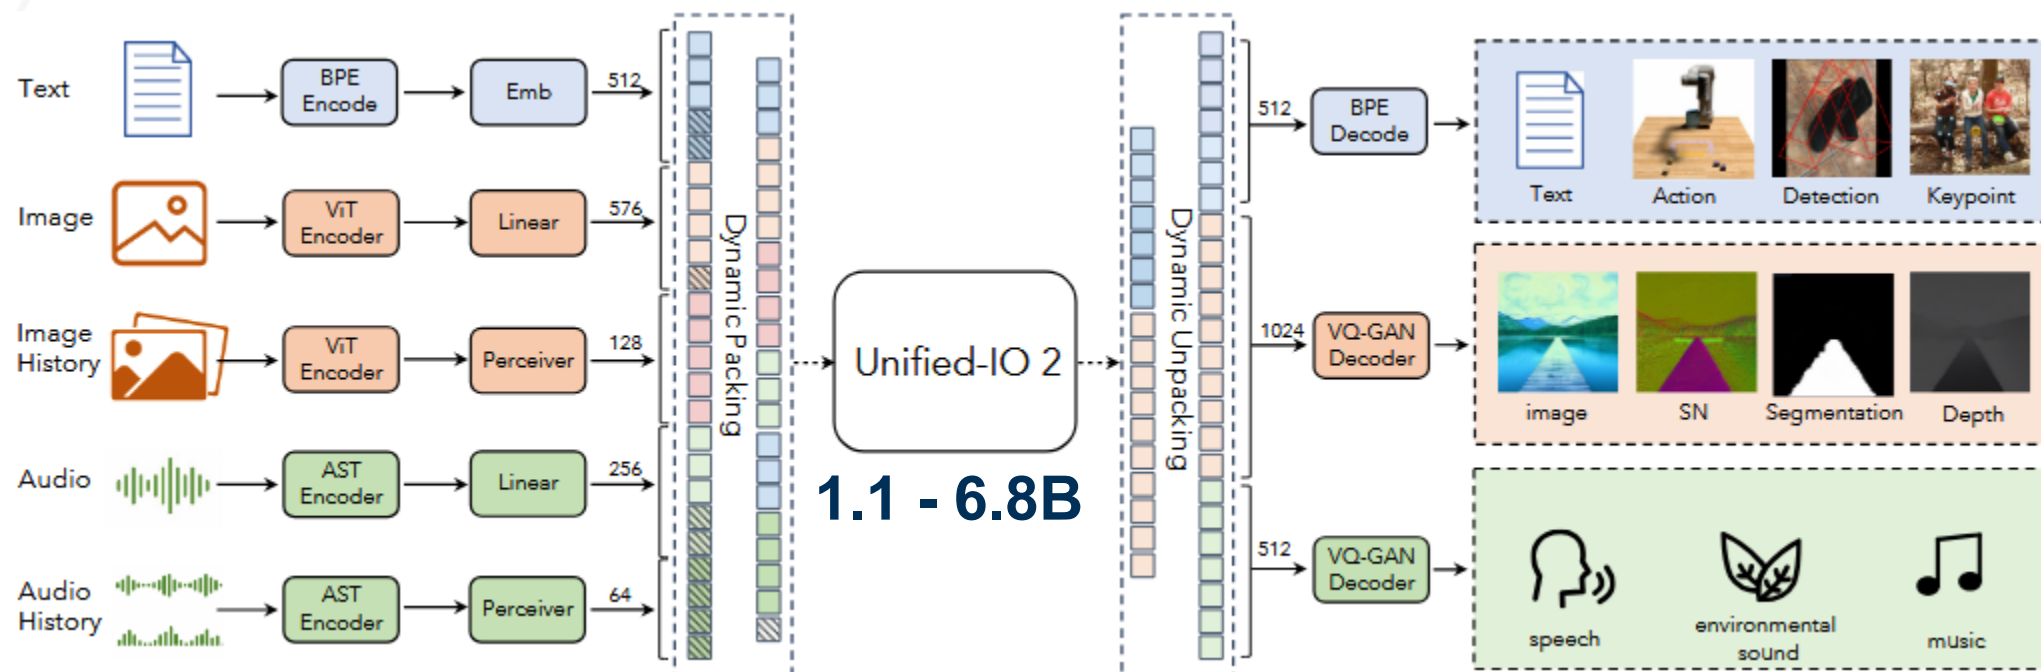 Text
BPE
Encode
Emb
512
Image
ViT
Encoder
Linear
576
Image
History
ViT
Encoder
Perceiver
128
Audio
AST
Encoder
Linear
256
Audio
History
AST
Encoder
Perceiver
64
Dynamic Packing
Unified-IO 2
1.1 - 6.8B
Dynamic Unpacking
512
BPE
Decode
Text
Action
Detection
Keypoint
1024
VQ-GAN
Decoder
image
SN
Segmentation
Depth
512
VQ-GAN
Decoder
speech
environmental
sound
music